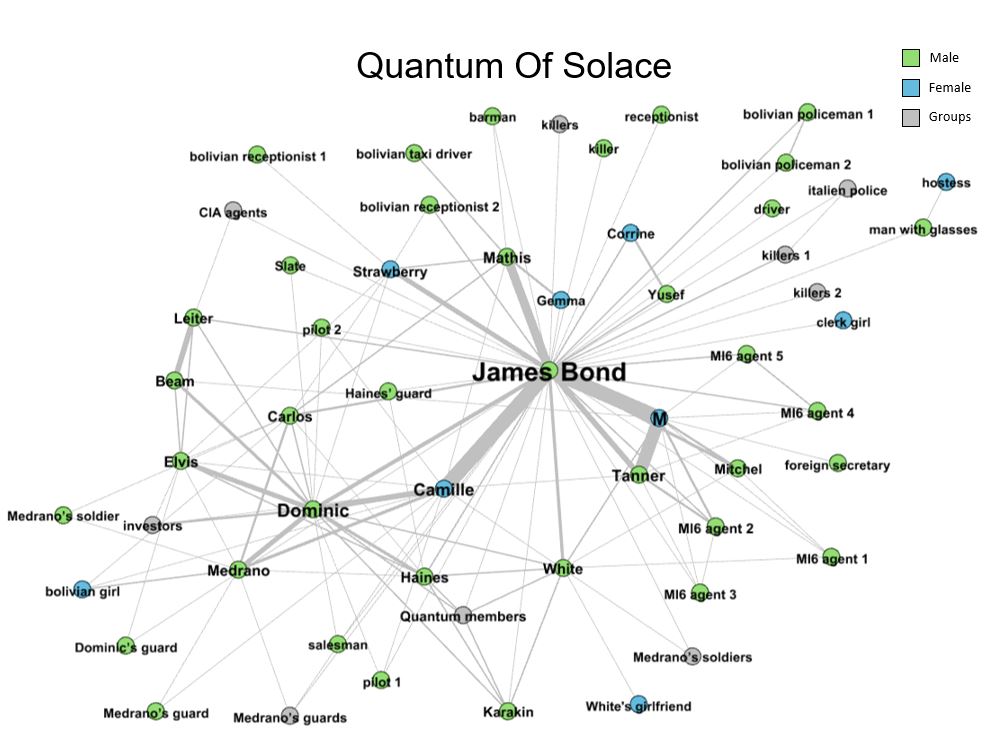 Quantum Of Solace
Male
Female
Groups
barman
killers
receptionist
bolivian policeman 1
bolivian receptionist 1
bolivian taxi driver
killer
bolivian policeman 2
italien police
hostess
CIA agents
bolivian receptionist 2
driver
man with glasses
Corrine
Mathis
killers 1
Slate
Strawberry
Gemma
Yusef
killers 2
Leiter
pilot 2
clerk girl
James Bond
MI6 agent 5
Beam
Haines' guard
Carlos
M
MI6 agent 4
Elvis
Camille
Tanner
Mitchel
foreign secretary
Medrano's soldier
investors
Dominic
MI6 agent 2
MI6 agent 1
Medrano
Haines
White
bolivian girl
MI6 agent 3
Quantum members
Dominic's guard
salesman
Medrano's soldiers
pilot 1
Medrano's guard
Medrano's guards
Karakin
White's girlfriend